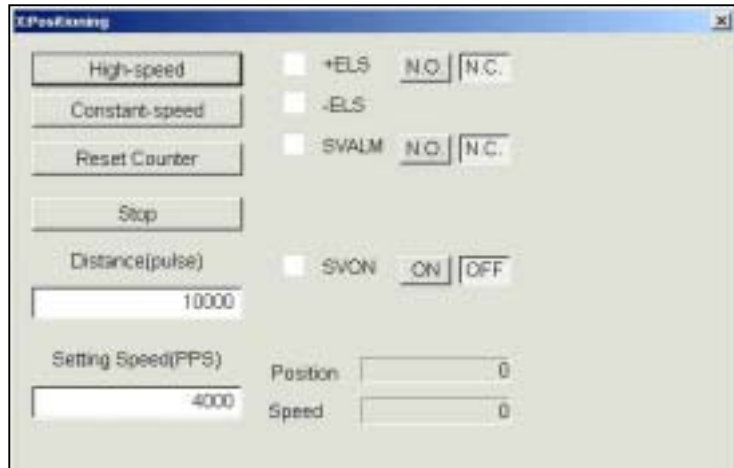 X:Positioning
High-speed
+ELS N.O. N.C.
Constant-speed
-ELS
Reset Counter
SVALM N.O. N.C.
Stop
Distance(pulse)
SVON ON OFF
10000
Setting Speed(PPS)
Position 0
4000
Speed 0